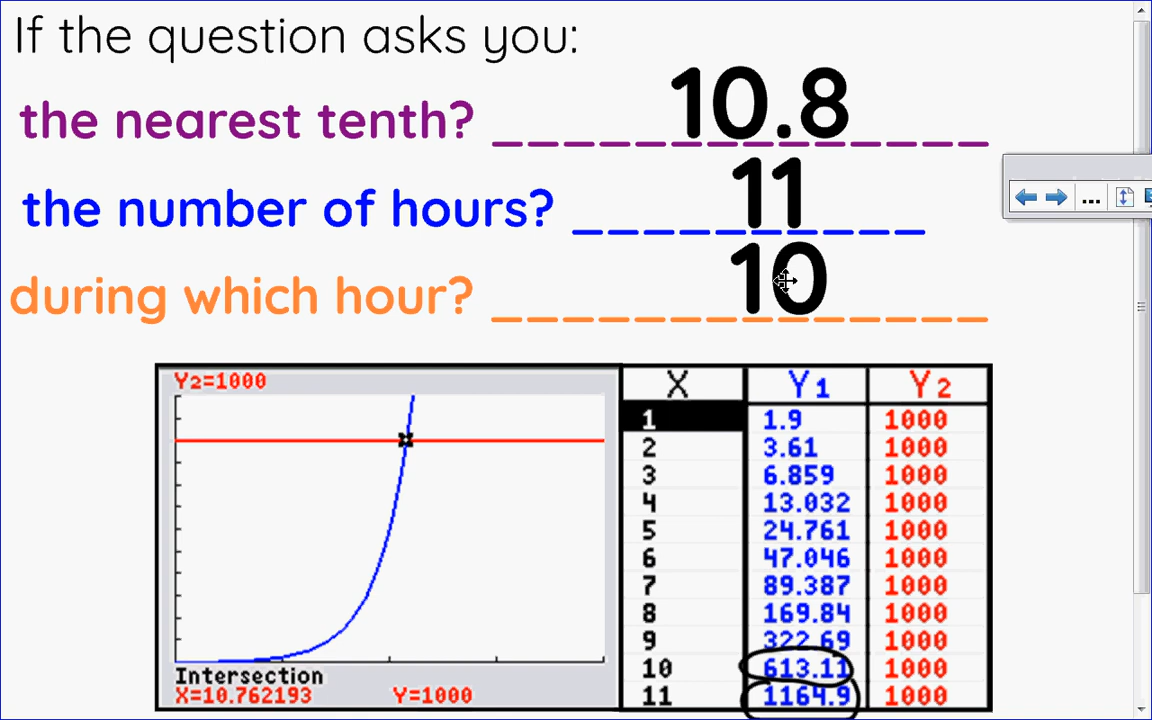 If the question asks you:
the nearest tenth? 10.8
the number of hours? 11
during which hour? 10
Y2=1000
Intersection
X=10.762193 Y=1000
X Y1 Y2
1 1.9 1000
2 3.61 1000
3 6.859 1000
4 13.032 1000
5 24.761 1000
6 47.046 1000
7 89.387 1000
8 169.84 1000
9 322.69 1000
10 613.11 1000
11 1164.9 1000